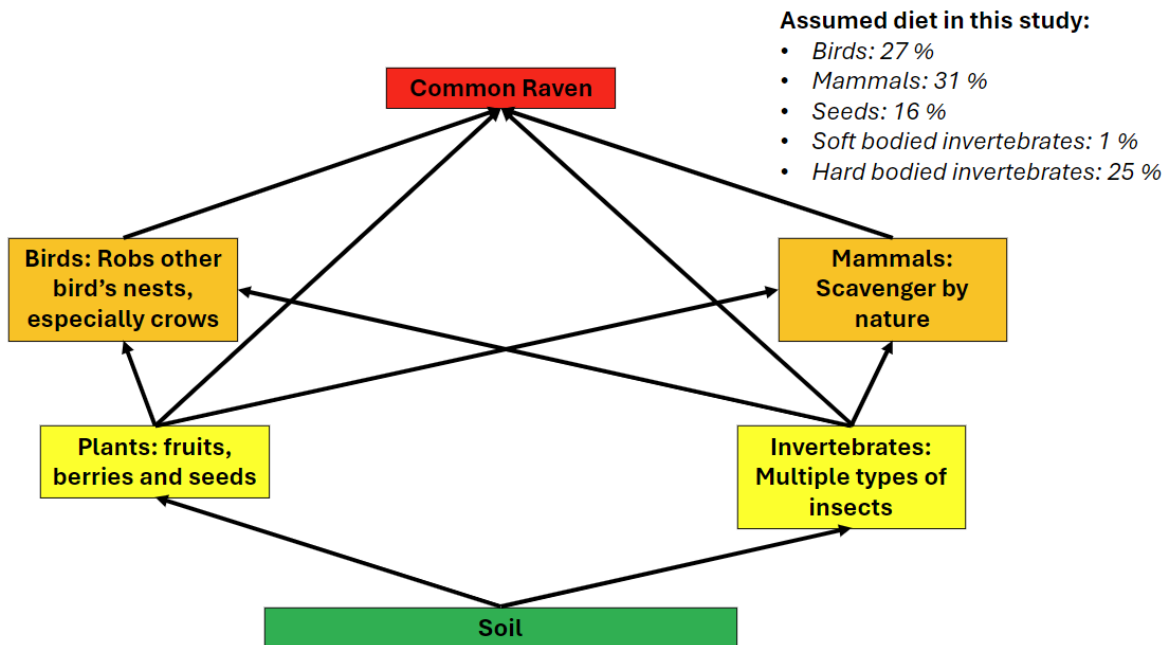 Assumed diet in this study:
• Birds: 27 %
• Mammals: 31 %
• Seeds: 16 %
• Soft bodied invertebrates: 1 %
• Hard bodied invertebrates: 25 %
Common Raven
Birds: Robs other
bird’s nests,
especially crows
Mammals:
Scavenger by
nature
Plants: fruits,
berries and seeds
Invertebrates:
Multiple types of
insects
Soil